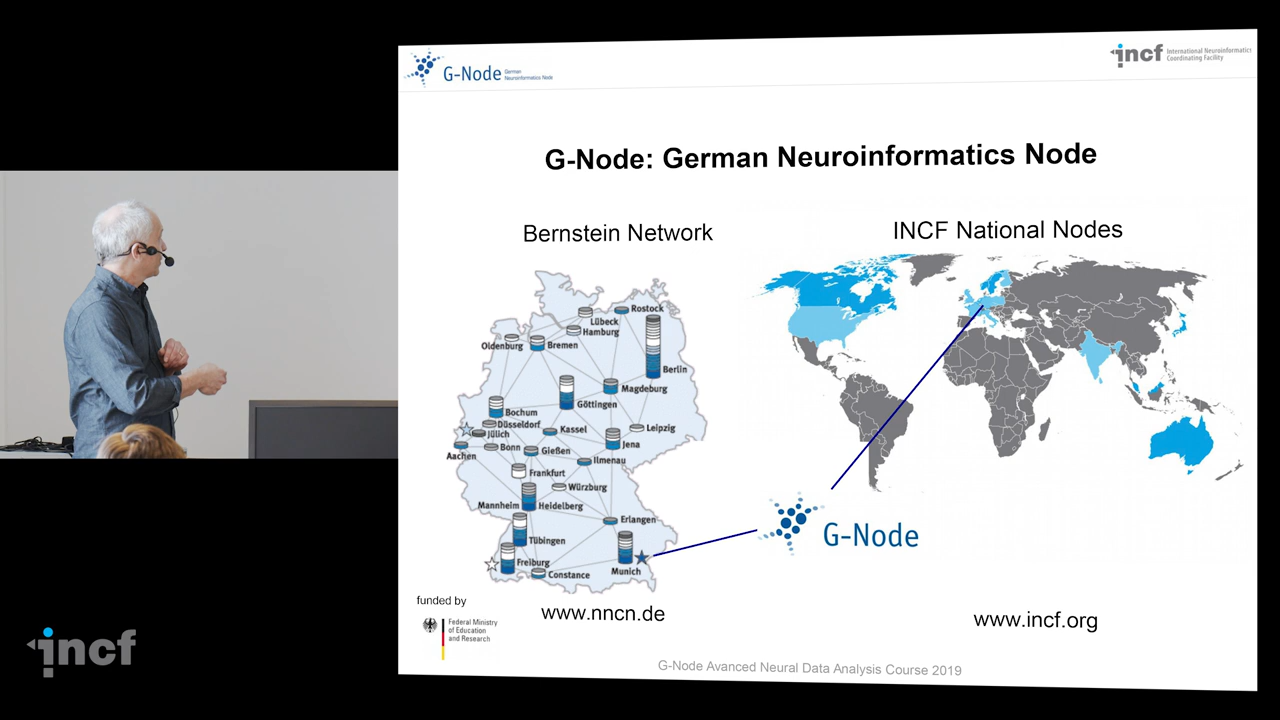 G-Node
German
Neuroinformatics Node
incf
International Neuroinformatics
Coordinating Facility
G-Node: German Neuroinformatics Node
Bernstein Network
INCF National Nodes
Rostock
Lübeck
Hamburg
Oldenburg
Bremen
Berlin
Magdeburg
Göttingen
Bochum
Düsseldorf
Jülich
Kassel
Leipzig
Jena
Bonn
Gießen
Aachen
Ilmenau
Frankfurt
Würzburg
Mannheim
Heidelberg
Erlangen
Tübingen
Freiburg
Munich
Constance
G-Node
funded by
Federal Ministry
of Education
and Research
www.nncn.de
www.incf.org
G-Node Avanced Neural Data Analysis Course 2019
incf